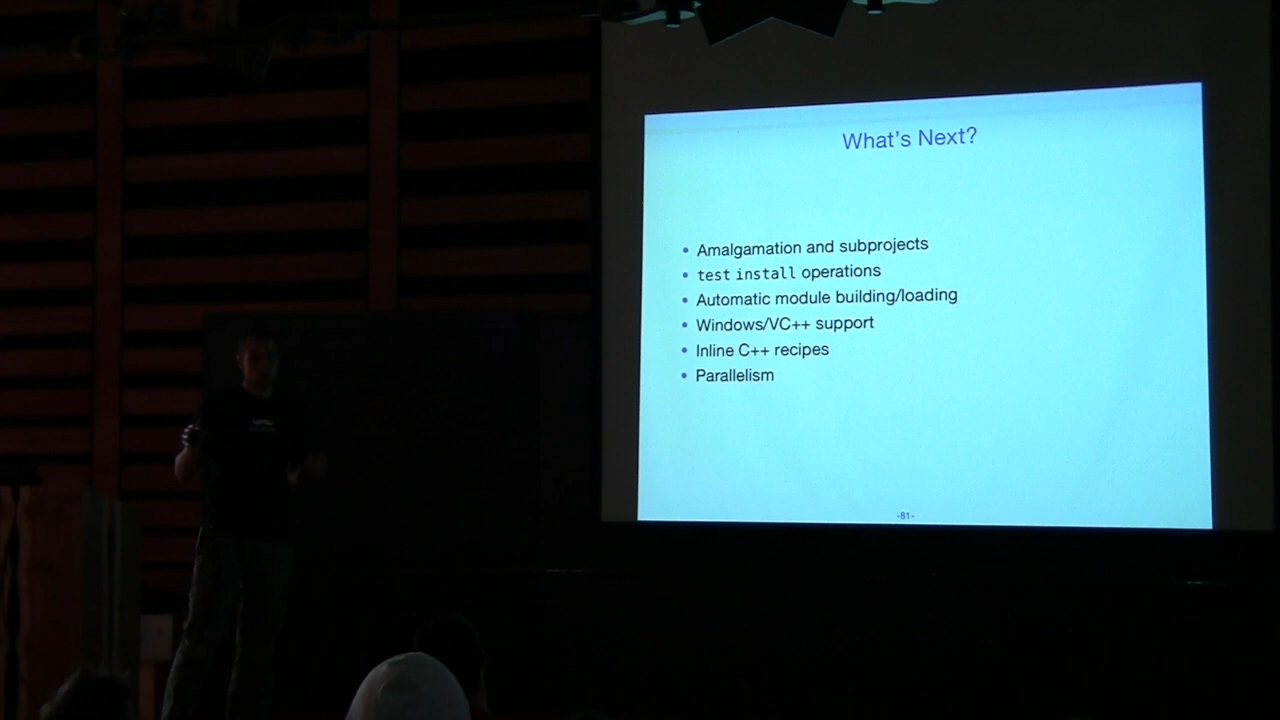 What's Next?
• Amalgamation and subprojects
• test install operations
• Automatic module building/loading
• Windows/VC++ support
• Inline C++ recipes
• Parallelism
-81-